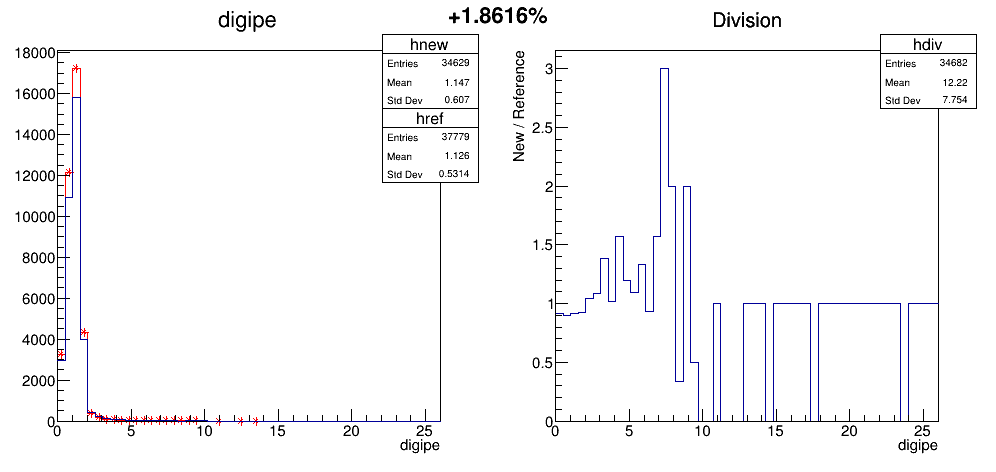 +1.8616%
digipe
hnew
Entries 34629
Mean 1.147
Std Dev 0.607
href
Entries 37779
Mean 1.126
Std Dev 0.5314
18000
16000
14000
12000
10000
8000
6000
4000
2000
0
0 5 10 15 20 25
digipe
Division
hdiv
Entries 34682
Mean 12.22
Std Dev 7.754
New / Reference
3
2.5
2
1.5
1
0.5
0
0 5 10 15 20 25
digipe